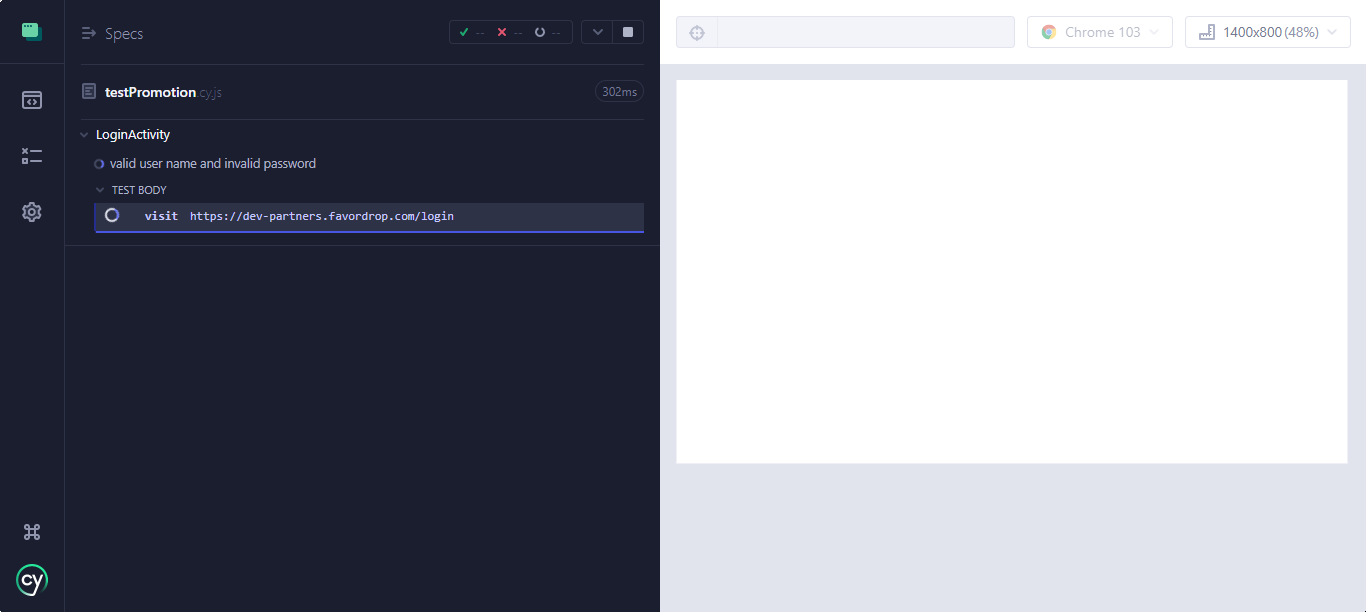 Specs
-- -- --
testPromotion.cy.js 302ms
LoginActivity
valid user name and invalid password
TEST BODY
visit https://dev-partners.favordrop.com/login
cy
Chrome 103
1400x800 (48%)